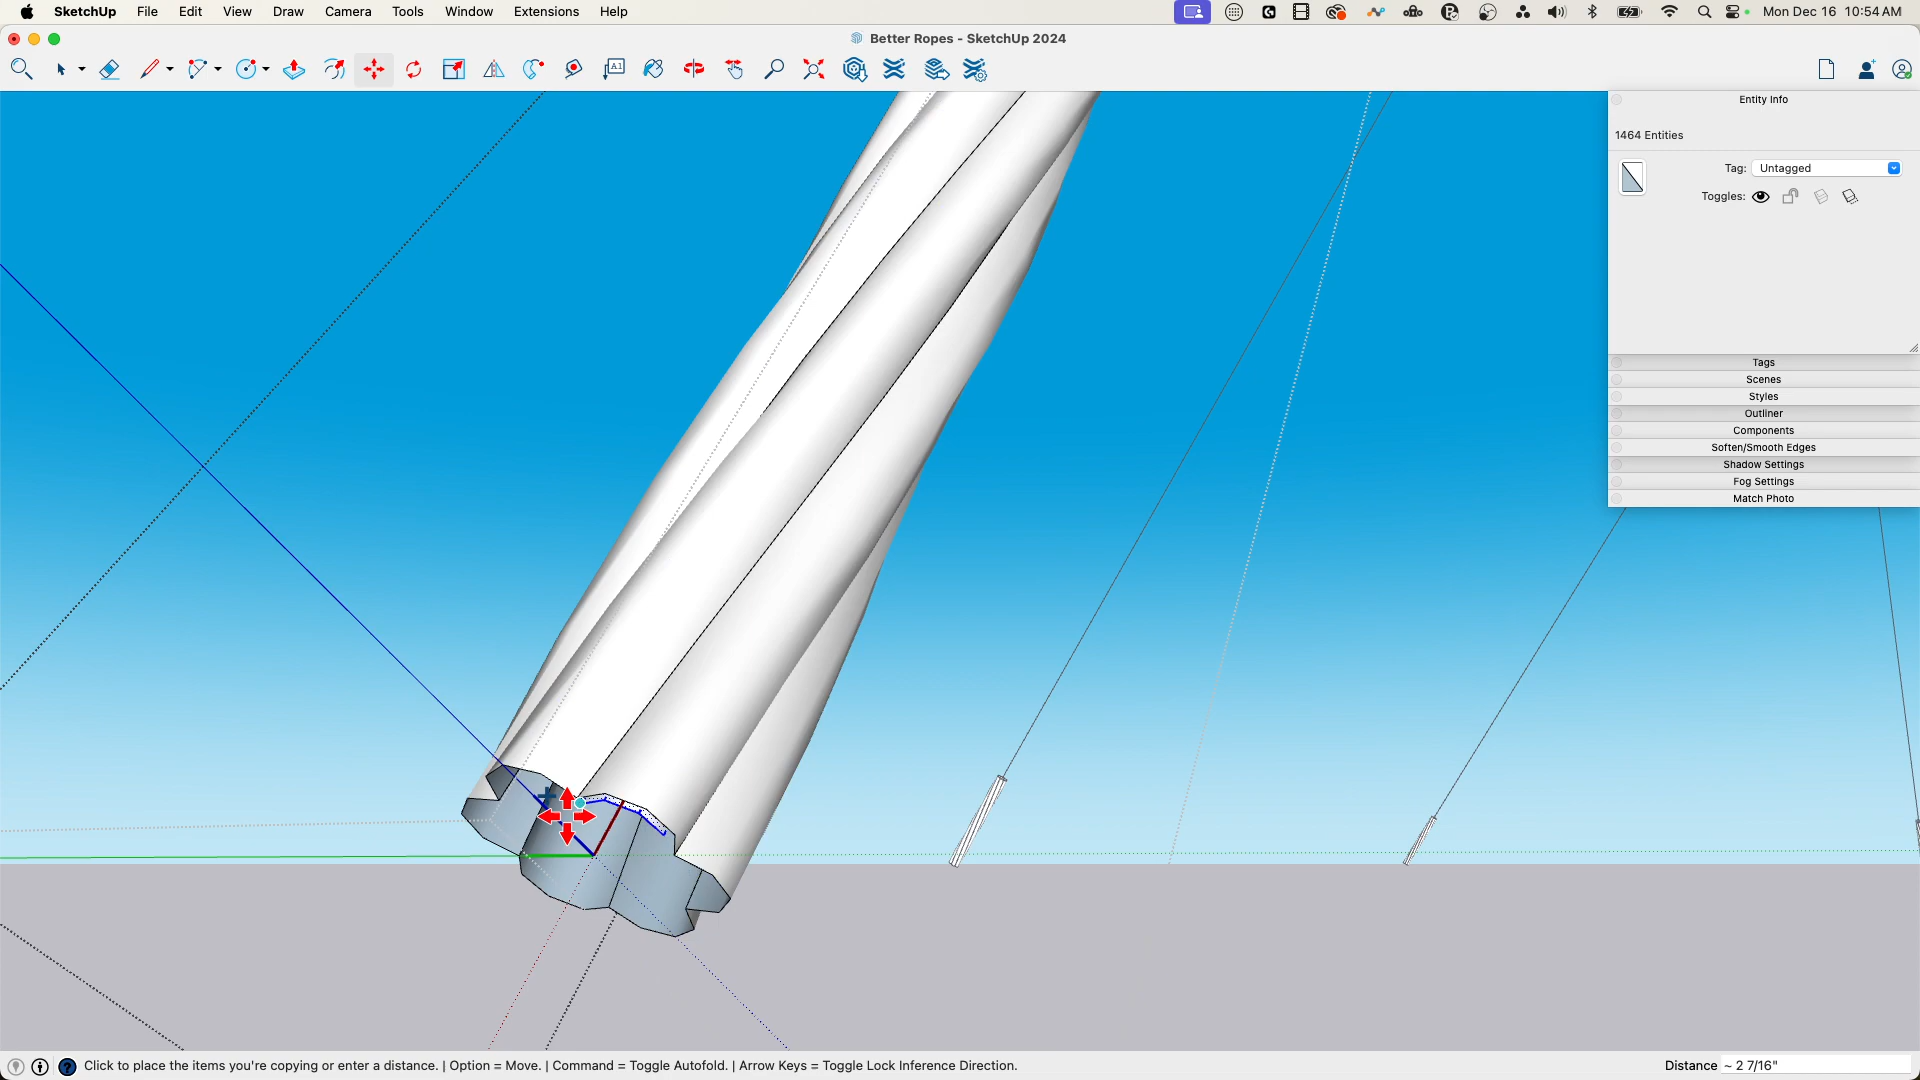 SketchUp File Edit View Draw Camera Tools Window Extensions Help
Mon Dec 16 10:54 AM
Better Ropes - SketchUp 2024
A1
Entity Info
1464 Entities
Tag: Untagged
Toggles:
Tags
Scenes
Styles
Outliner
Components
Soften/Smooth Edges
Shadow Settings
Fog Settings
Match Photo
Click to place the items you're copying or enter a distance. | Option = Move. | Command = Toggle Autofold. | Arrow Keys = Toggle Lock Inference Direction.
Distance ~ 2 7/16"